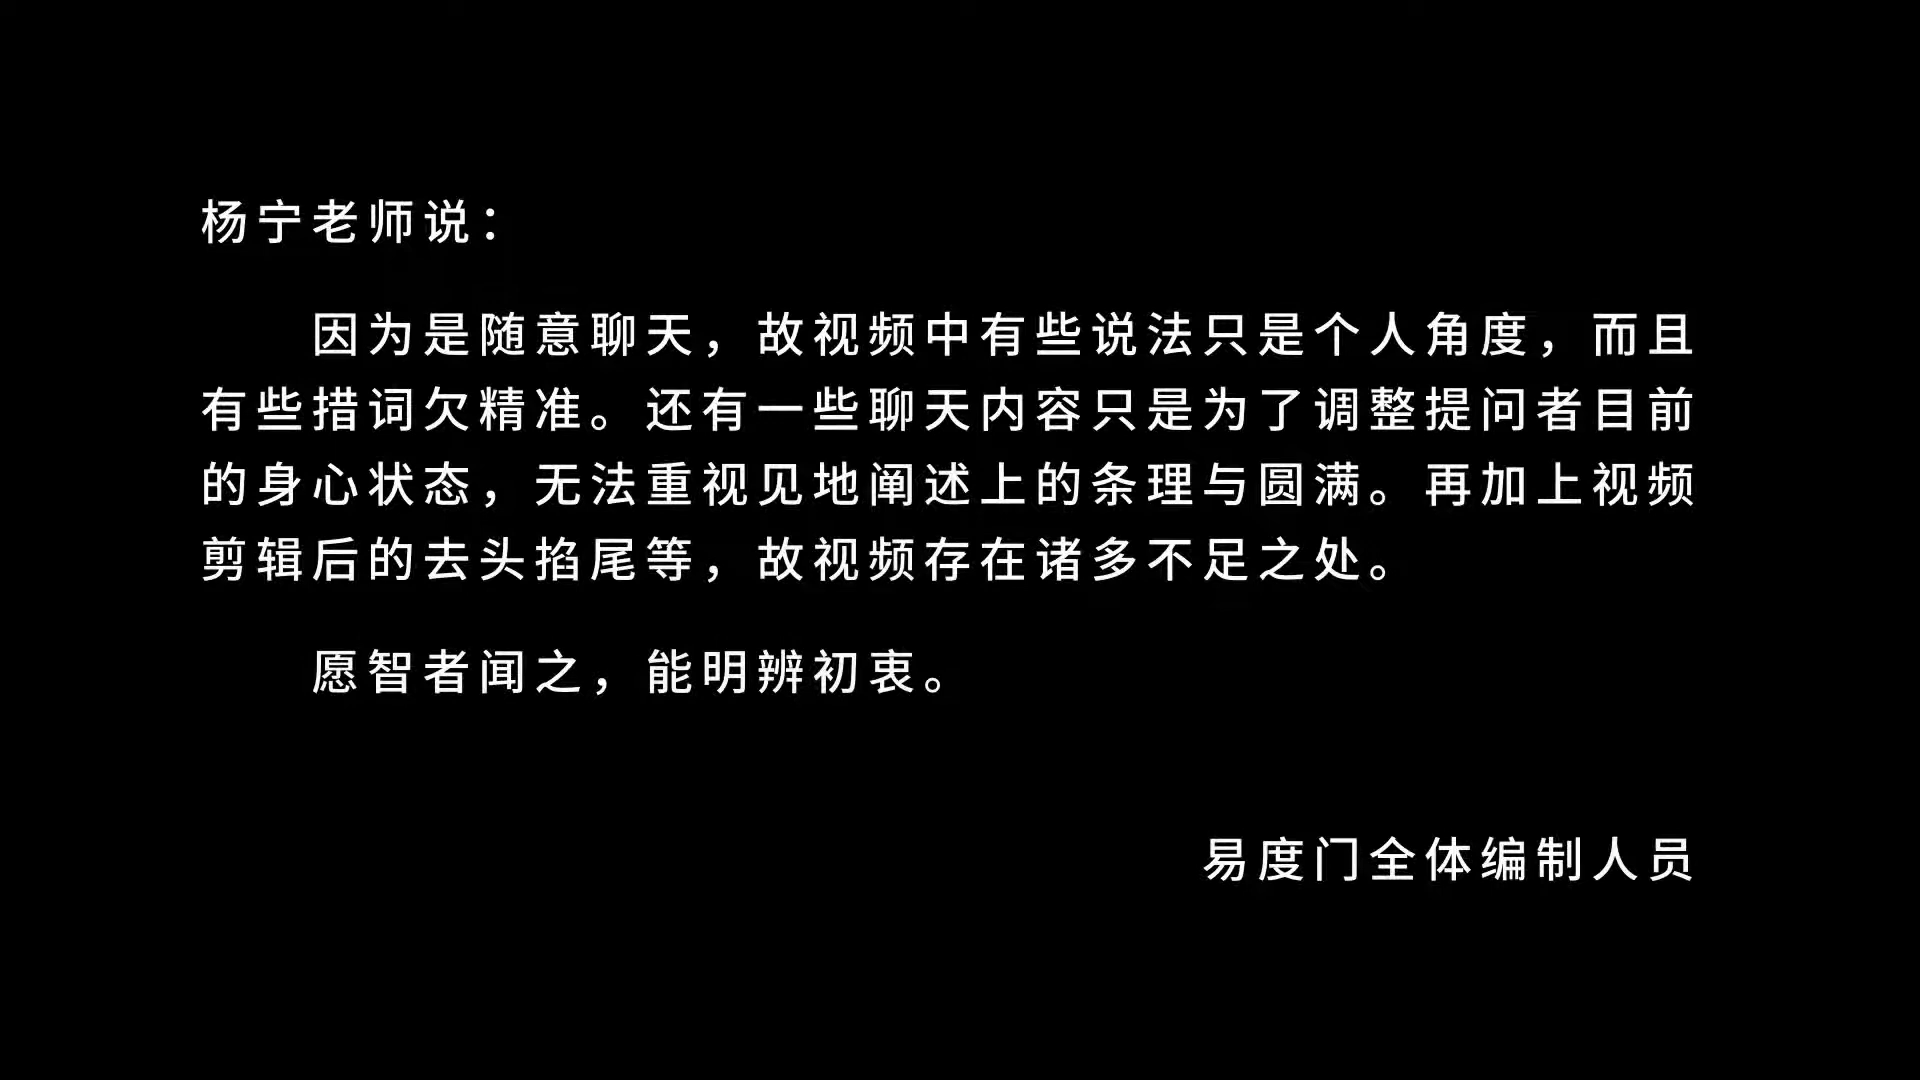 杨宁老师说：
因为是随意聊天，故视频中有些说法只是个人角度，而且
有些措词欠精准。还有一些聊天内容只是为了调整提问者目前
的身心状态，无法重视见地阐述上的条理与圆满。再加上视频
剪辑后的去头掐尾等，故视频存在诸多不足之处。
愿智者闻之，能明辨初衷。
易度门全体编制人员